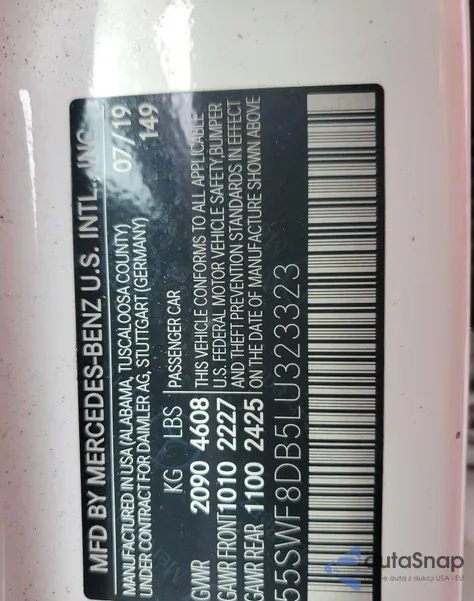 MFD BY MERCEDES-BENZ U.S. INTL., INC.
MANUFACTURED IN USA (ALABAMA, TUSCALOOSA COUNTY) 07/19
UNDER CONTRACT FOR DAIMLER AG, STUTTGART (GERMANY) 149
KG LBS PASSENGER CAR
GVWR 2090 4608 THIS VEHICLE CONFORMS TO ALL APPLICABLE
U.S. FEDERAL MOTOR VEHICLE SAFETY,BUMPER
GAWR FRONT 1010 2227 AND THEFT PREVENTION STANDARDS IN EFFECT
GAWR REAR 1100 2425 ON THE DATE OF MANUFACTURE SHOWN ABOVE
55SWF8DB5LU323323
autaSnap